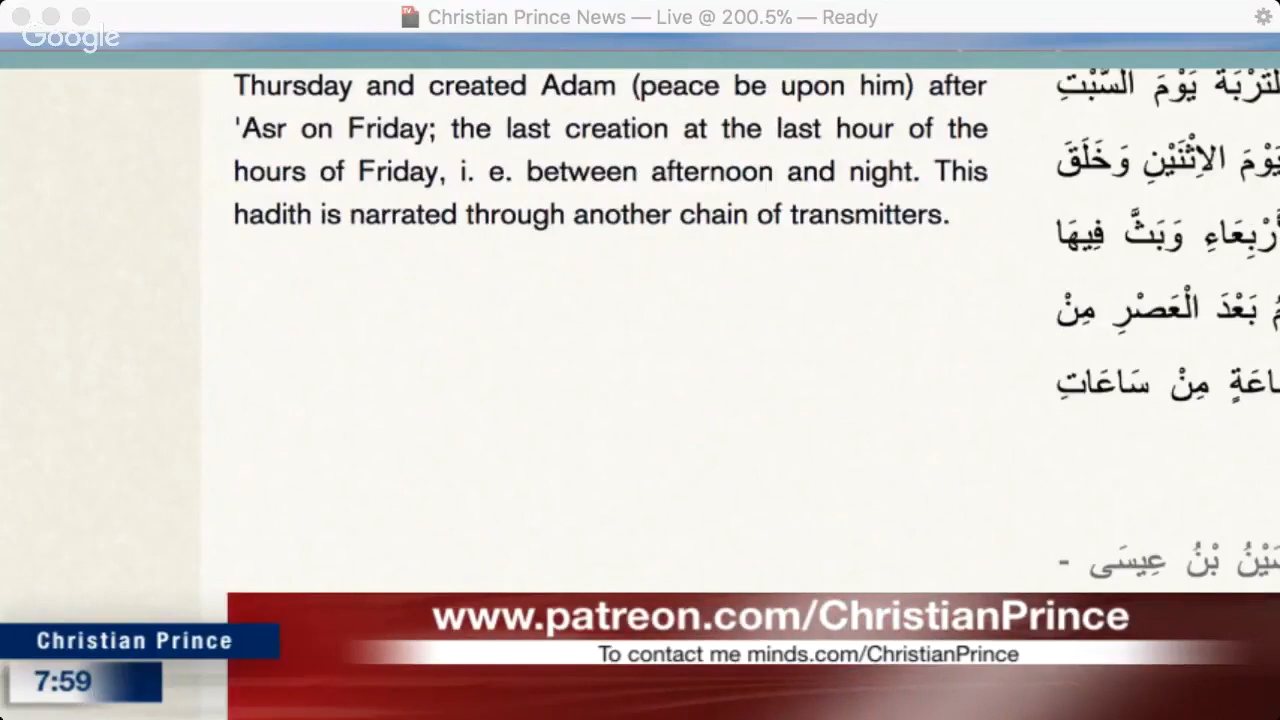 Christian Prince News — Live @ 200.5% — Ready
Google
Thursday and created Adam (peace be upon him) after
'Asr on Friday; the last creation at the last hour of the
hours of Friday, i. e. between afternoon and night. This
hadith is narrated through another chain of transmitters.
يَوْمَ السَّبْتِ
يَوْمَ الاِثْنَيْنِ وَخَلَقَ
وَبَثَّ فِيهَا
بَعْدَ الْعَصْرِ مِنْ
مِنْ سَاعَاتِ
بْنُ عِيسَى -
www.patreon.com/ChristianPrince
To contact me minds.com/ChristianPrince
Christian Prince
7:59